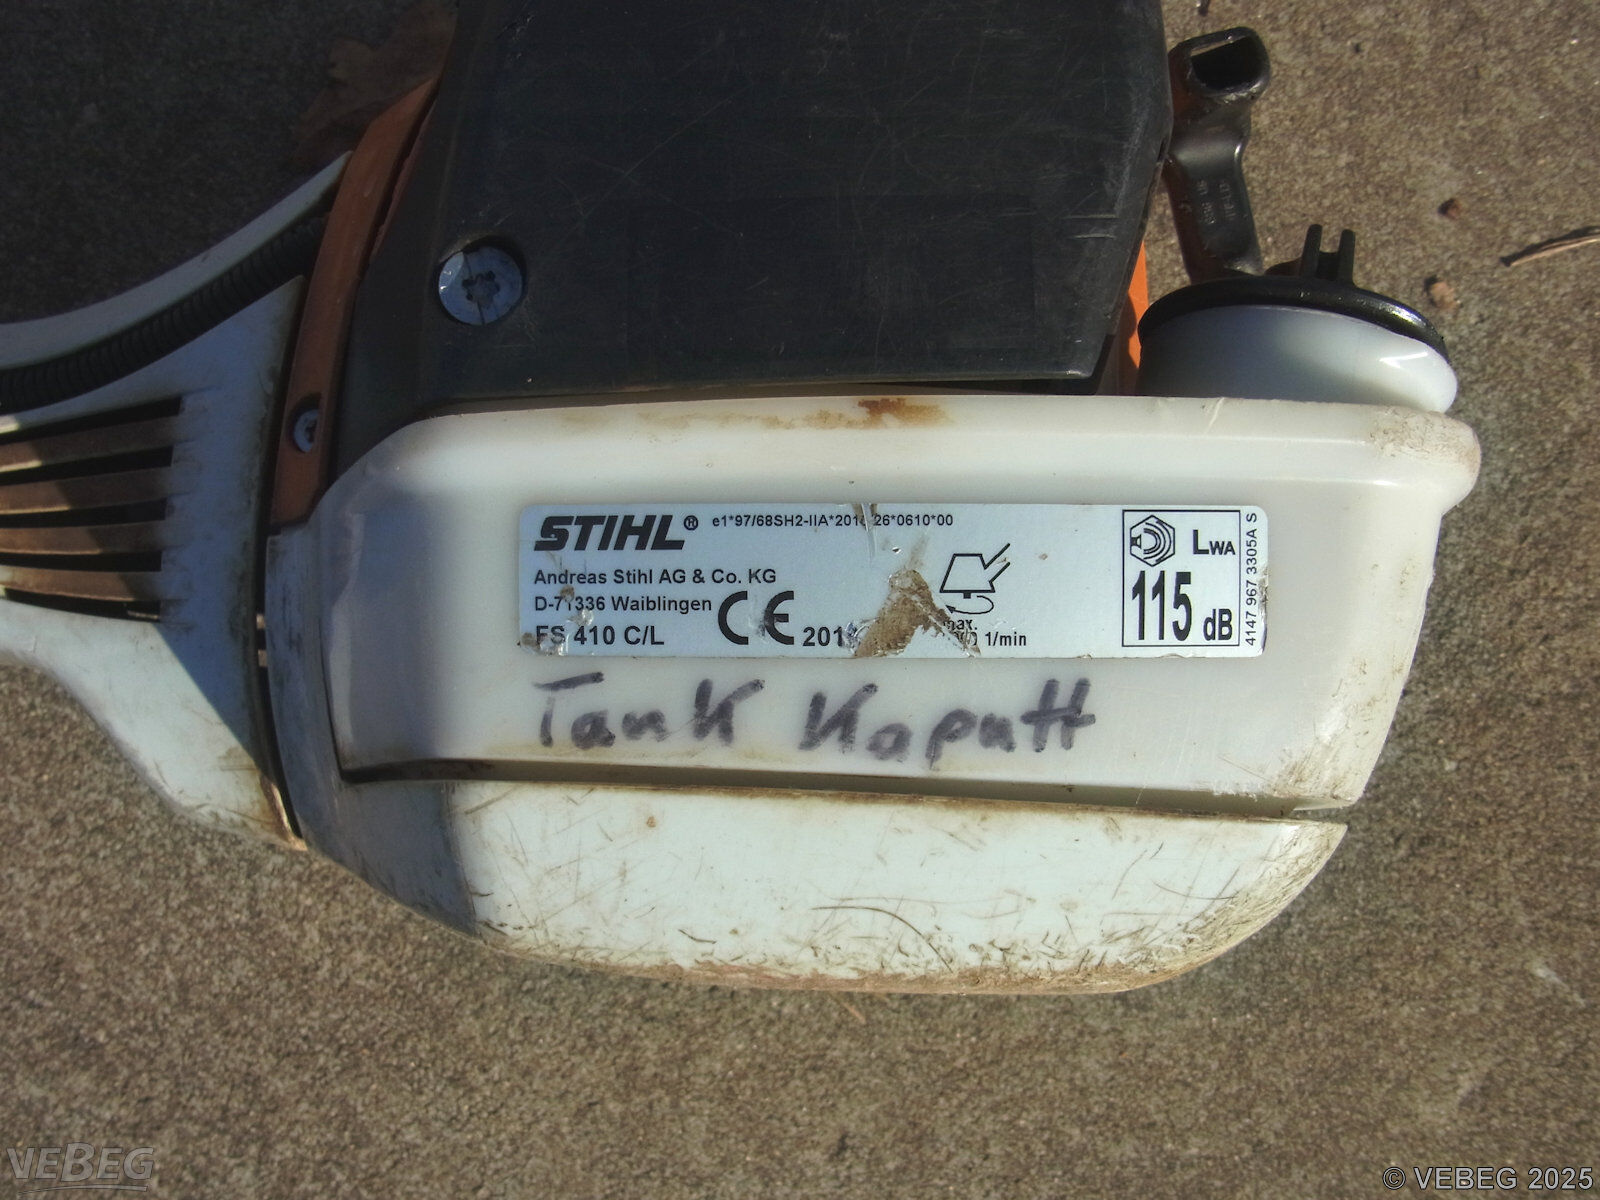 STIHL®
e1*97/68SH2-IIA*2014/26*0610*00
Andreas Stihl AG & Co. KG
D-71336 Waiblingen
FS 410 C/L
CE
max.
1/min
LWA
115 dB
4147 967 3305A S
Tank Kaputt
VEBEG
© VEBEG 2025